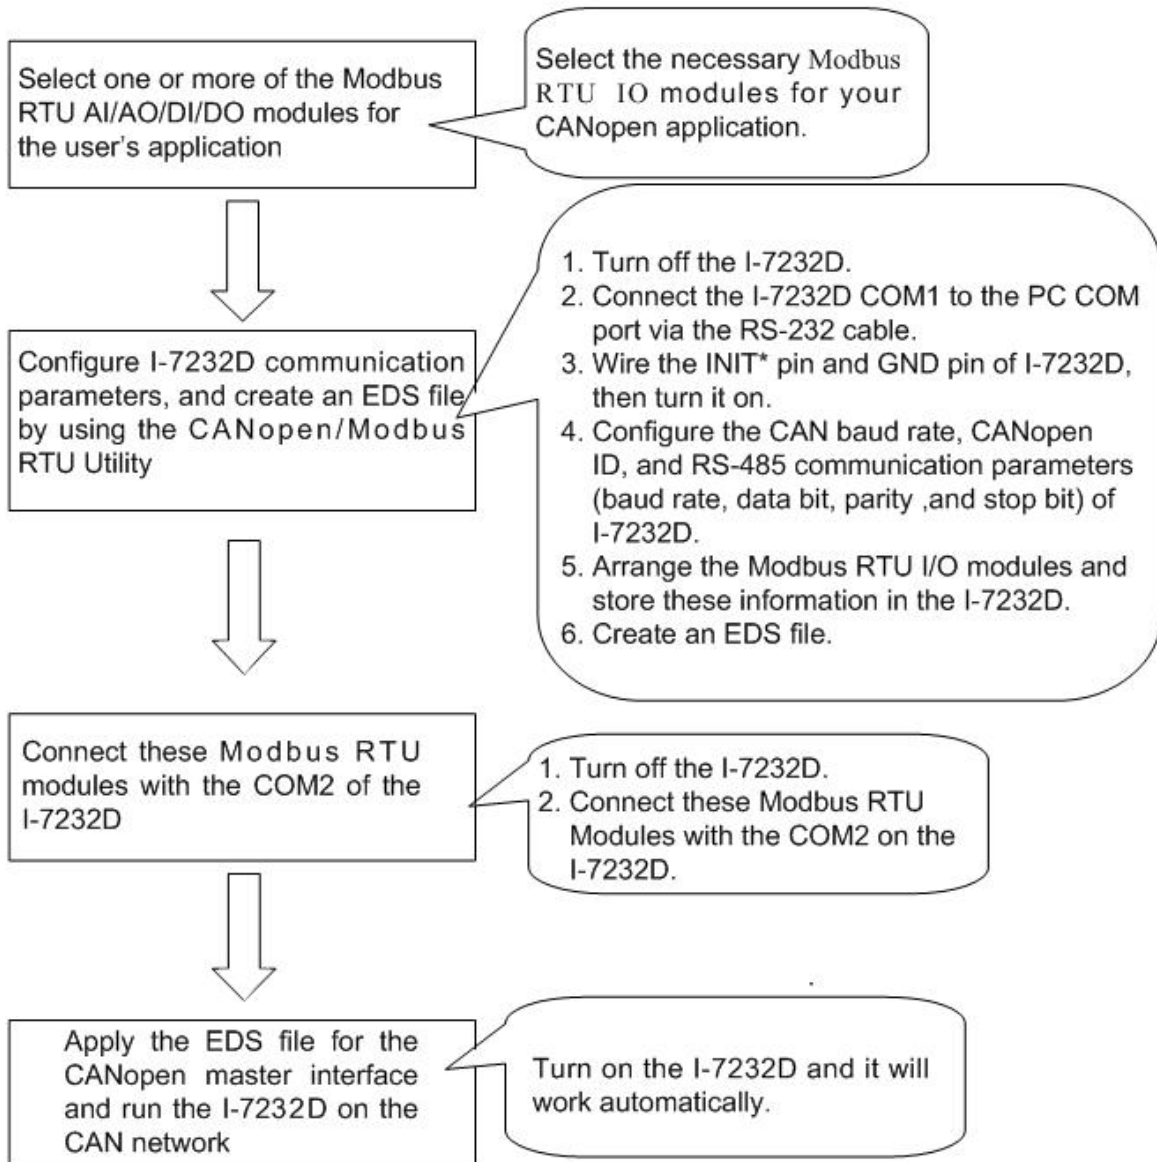 Select one or more of the Modbus
RTU AI/AO/DI/DO modules for
the user's application
Select the necessary Modbus
RTU IO modules for your
CANopen application.
Configure I-7232D communication
parameters, and create an EDS file
by using the CANopen/Modbus
RTU Utility
1. Turn off the I-7232D.
2. Connect the I-7232D COM1 to the PC COM
port via the RS-232 cable.
3. Wire the INIT* pin and GND pin of I-7232D,
then turn it on.
4. Configure the CAN baud rate, CANopen
ID, and RS-485 communication parameters
(baud rate, data bit, parity ,and stop bit) of
I-7232D.
5. Arrange the Modbus RTU I/O modules and
store these information in the I-7232D.
6. Create an EDS file.
Connect these Modbus RTU
modules with the COM2 of the
I-7232D
1. Turn off the I-7232D.
2. Connect these Modbus RTU
Modules with the COM2 on the
I-7232D.
Apply the EDS file for the
CANopen master interface
and run the I-7232D on the
CAN network
Turn on the I-7232D and it will
work automatically.